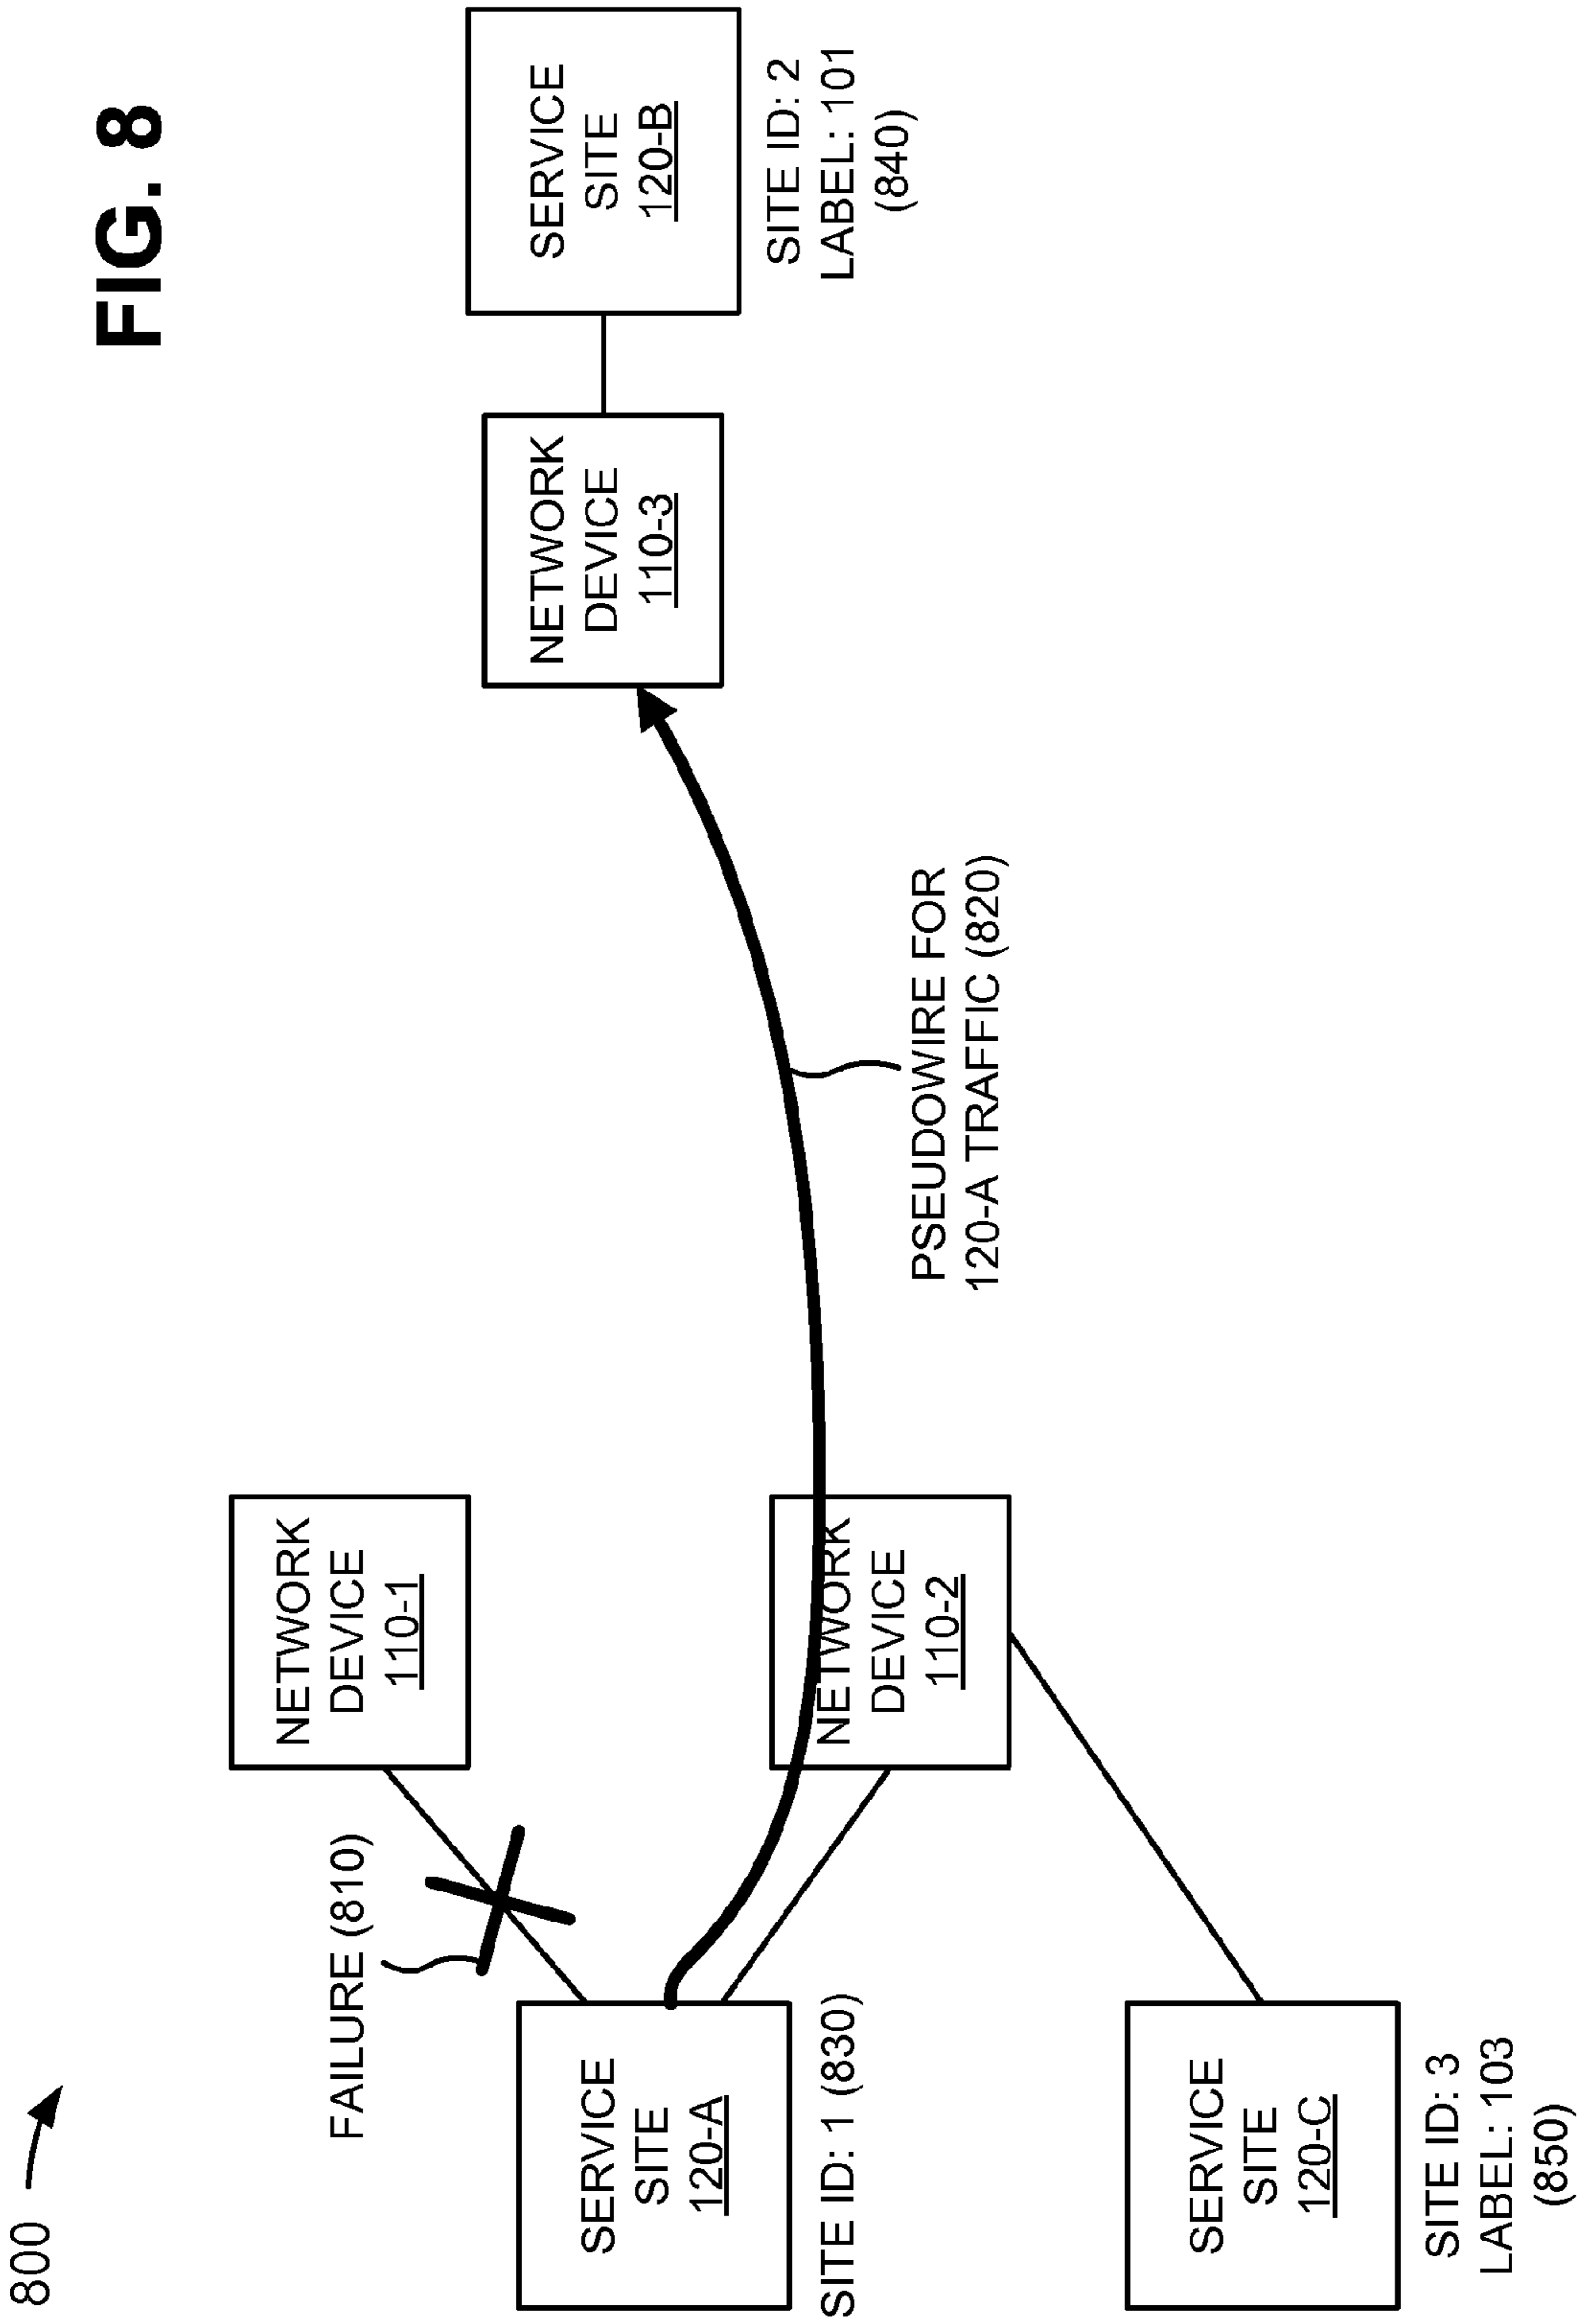 800
FIG. 8
FAILURE (810)
NETWORK
DEVICE
110-1
SERVICE
SITE
120-A
SITE ID: 1 (830)
NETWORK
DEVICE
110-2
PSEUDOWIRE FOR
120-A TRAFFIC (820)
NETWORK
DEVICE
110-3
SERVICE
SITE
120-B
SITE ID: 2
LABEL: 101
(840)
SERVICE
SITE
120-C
SITE ID: 3
LABEL: 103
(850)